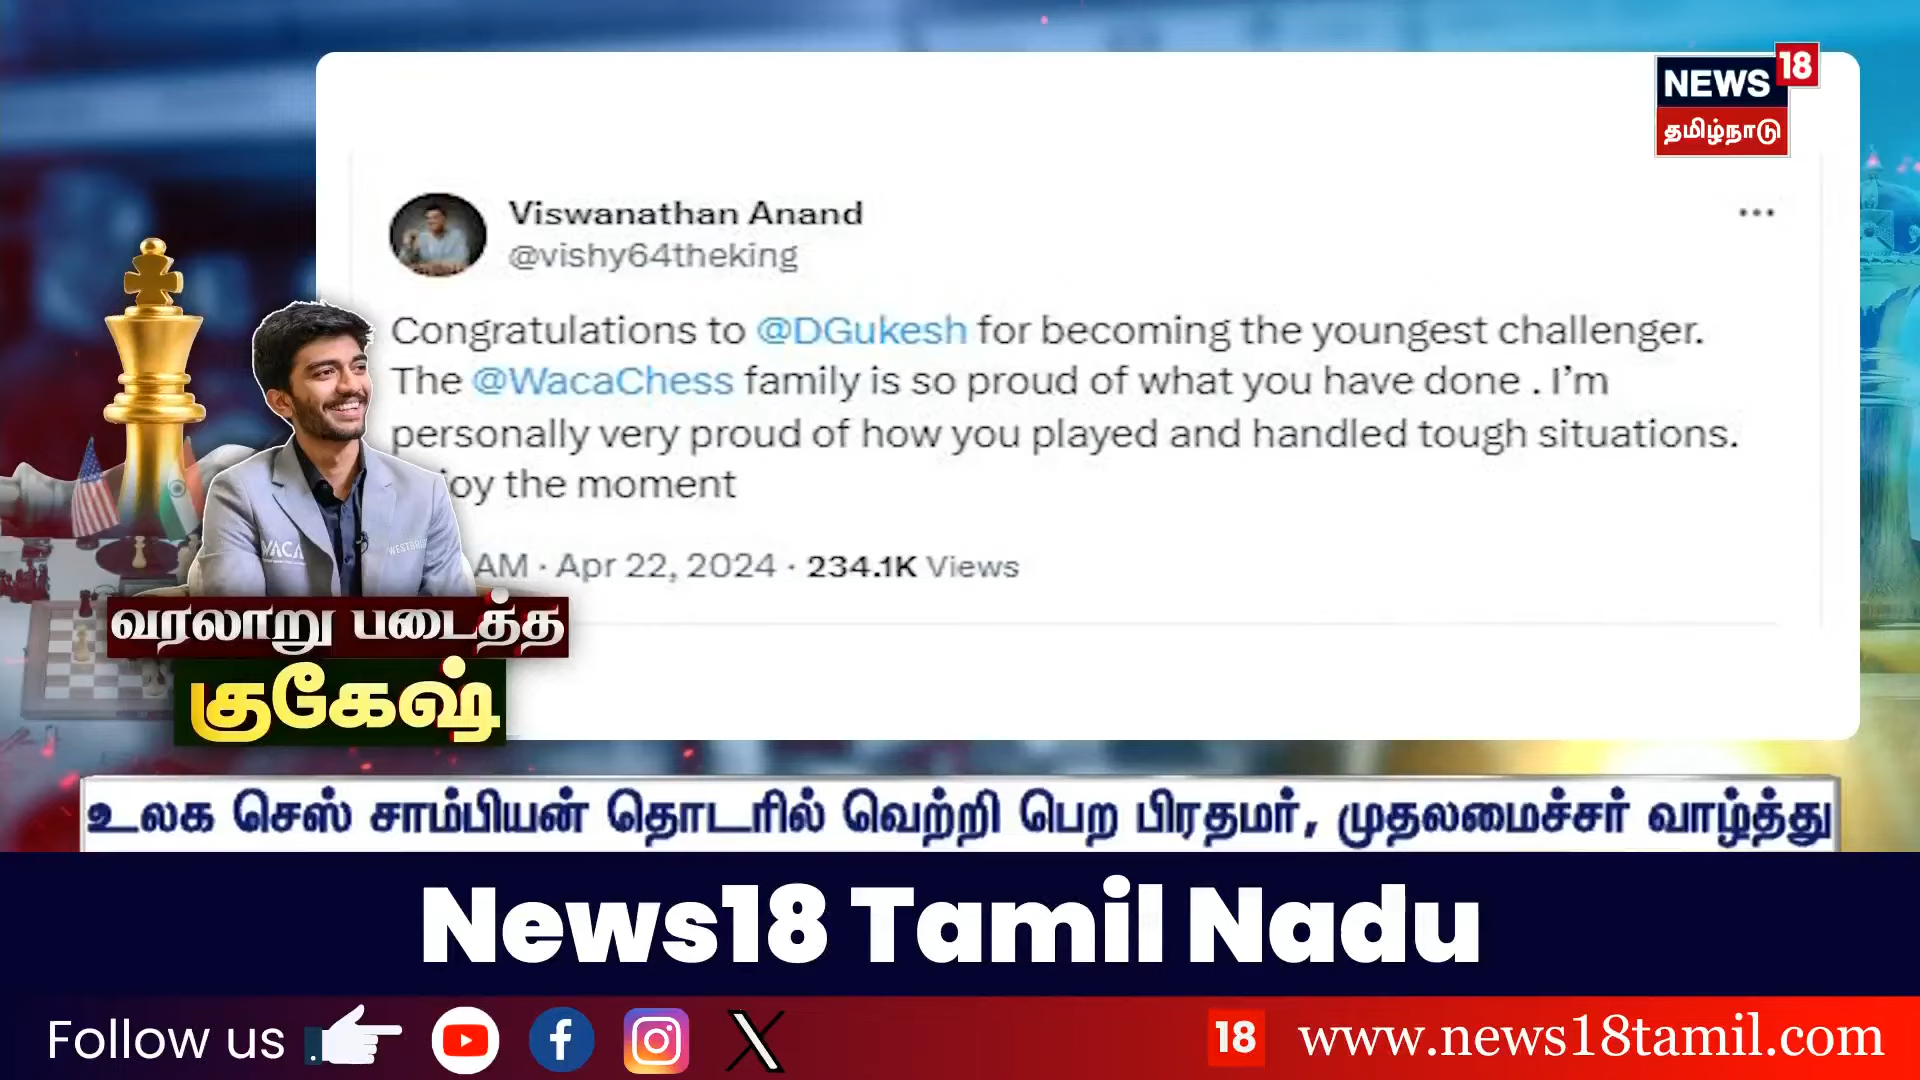 NEWS 18
தமிழ்நாடு
Viswanathan Anand
@vishy64theking
Congratulations to @DGukesh for becoming the youngest challenger.
The @WacaChess family is so proud of what you have done . I'm
personally very proud of how you played and handled tough situations.
the moment
AM · Apr 22, 2024 · 234.1K Views
WACA
வரலாறு படைத்த
குகேஷ்
உலக செஸ் சாம்பியன் தொடரில் வெற்றி பெற பிரதமர், முதலமைச்சர் வாழ்த்து
News18 Tamil Nadu
Follow us
18 www.news18tamil.com